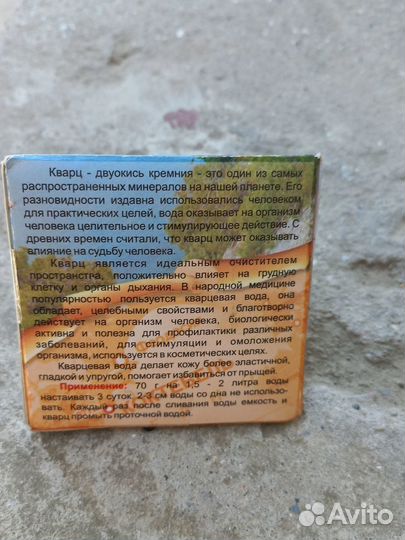 Кварц - двуокись кремния - это один из самых
распространенных минералов на нашей планете. Его
разновидности издавна использовались человеком
для практических целей, вода оказывает на организм
человека целительное и стимулирующее действие. С
древних времен считали, что кварц может оказывать
влияние на судьбу человека.
Кварц является идеальным очистителем
пространства, положительно влияет на грудную
клетку и органы дыхания. В народной медицине
популярностью пользуется кварцевая вода, она
обладает, целебными свойствами и благотворно
действует на организм человека, биологически
активна и полезна для профилактики различных
заболеваний, для стимуляции и омоложения
организма, используется в косметических целях.
Кварцевая вода делает кожу более эластичной,
гладкой и упругой, помогает избавиться от прыщей.
Применение: 70 г на 1,5 - 2 литра воды
настаивать 3 суток. 2-3 см воды со дна не использо-
вать. Каждый раз после сливания воды емкость и
кварц промыть проточной водой.
Avito